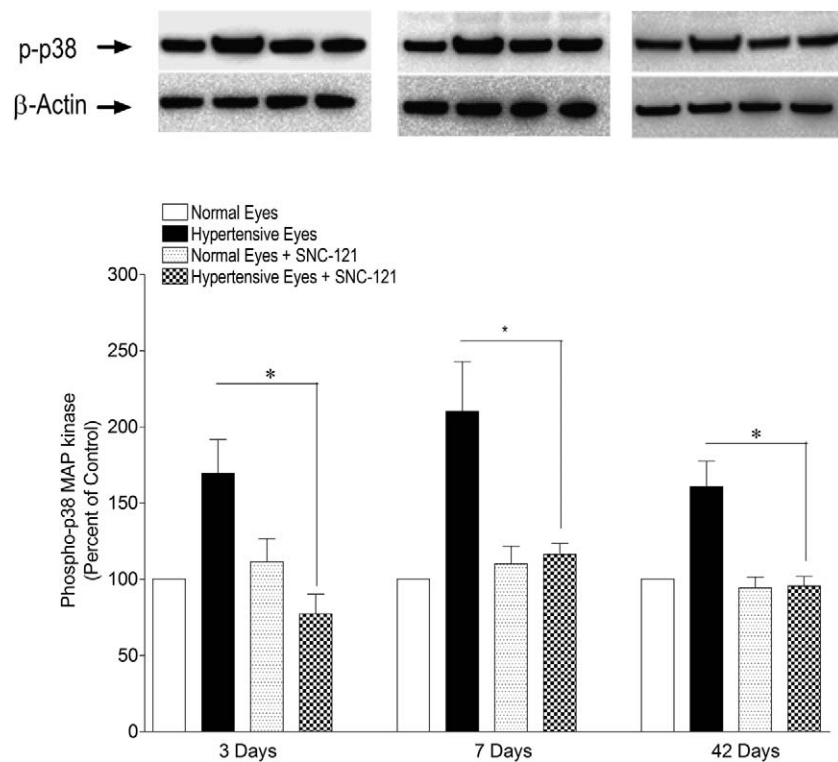 p-p38
β-Actin
Normal Eyes
Hypertensive Eyes
Normal Eyes + SNC-121
Hypertensive Eyes + SNC-121
Phospho-p38 MAP kinase
(Percent of Control)
300
250
200
150
100
50
0
*
*
*
3 Days
7 Days
42 Days